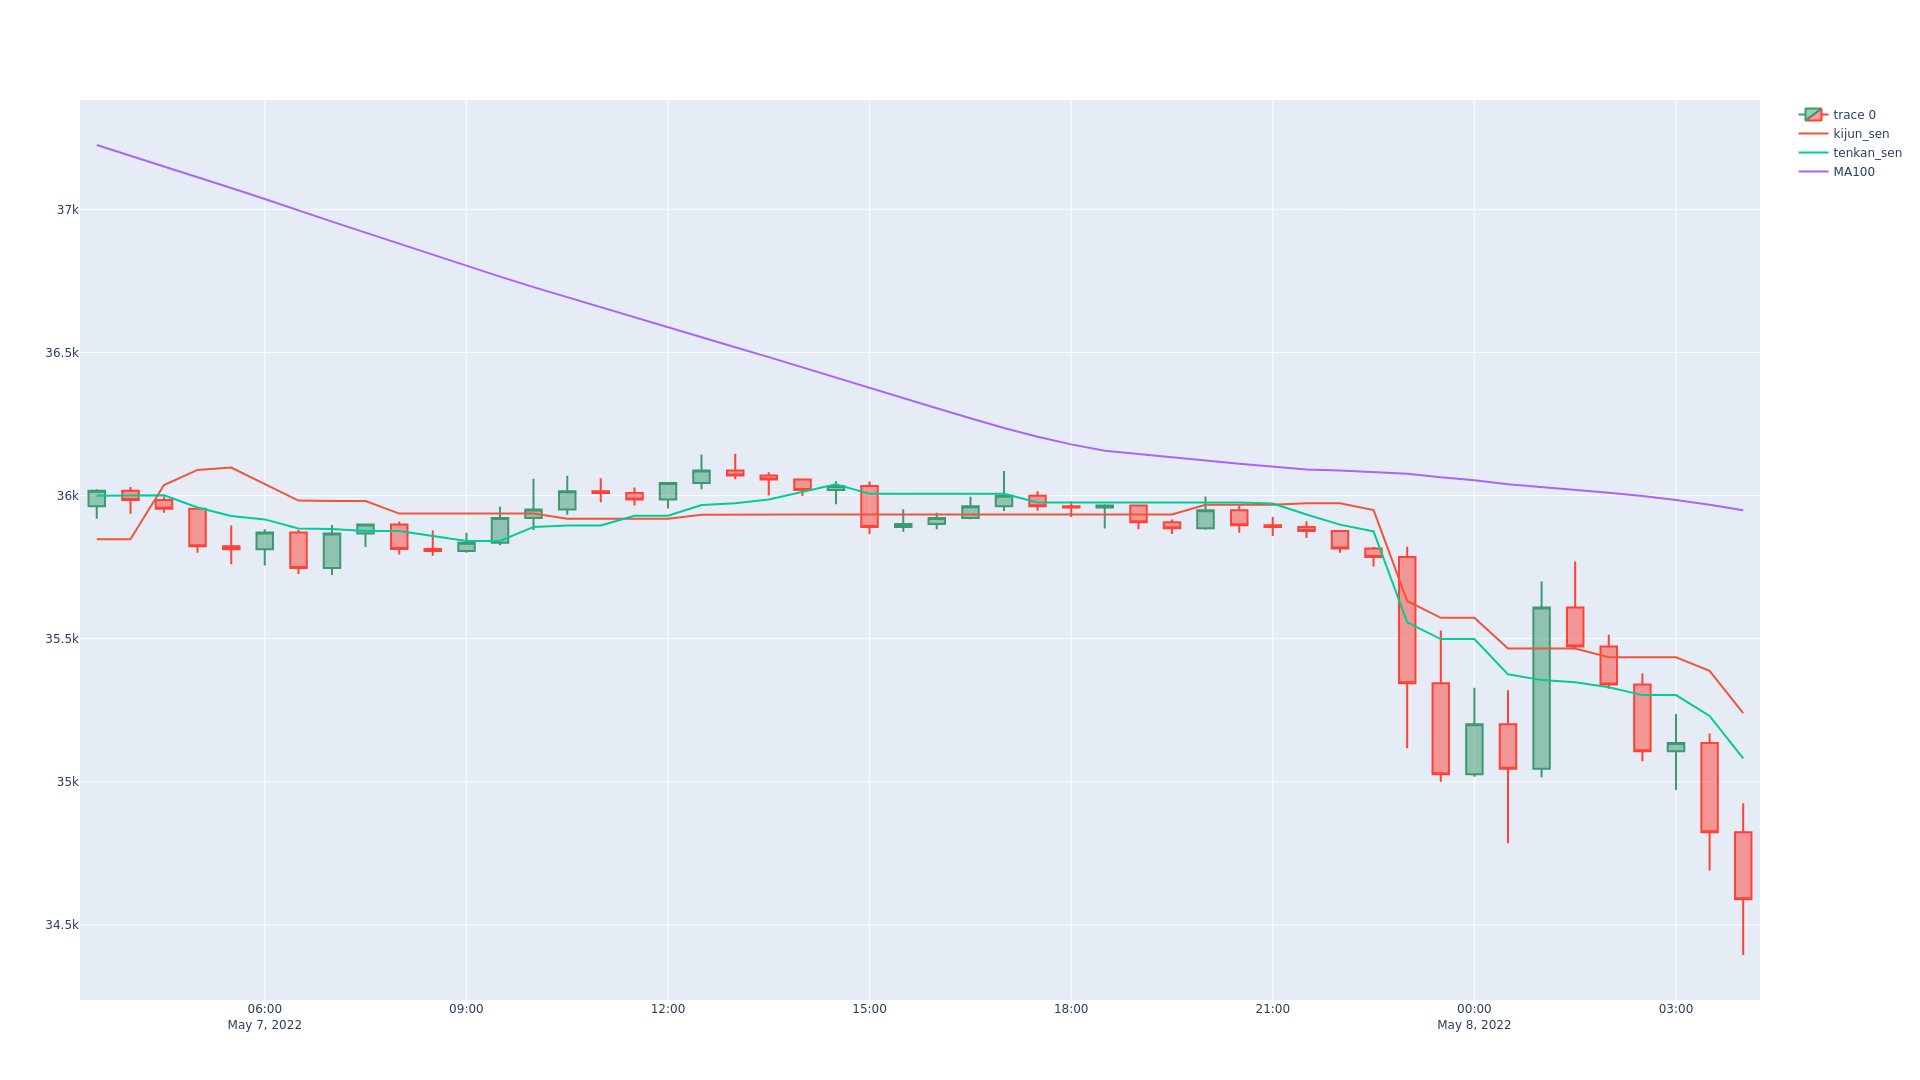 trace 0
kijun_sen
tenkan_sen
MA100
37k
36.5k
36k
35.5k
35k
34.5k
06:00 09:00 12:00 15:00 18:00 21:00 00:00 03:00
May 7, 2022 May 8, 2022